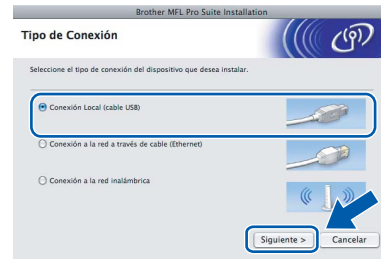 Brother MFL Pro Suite Installation
Tipo de Conexión
Seleccione el tipo de conexión del dispositivo que desea instalar.
Conexión Local (cable USB)
Conexión a la red a través de cable (Ethernet)
Conexión a la red inalámbrica
Siguiente >
Cancelar